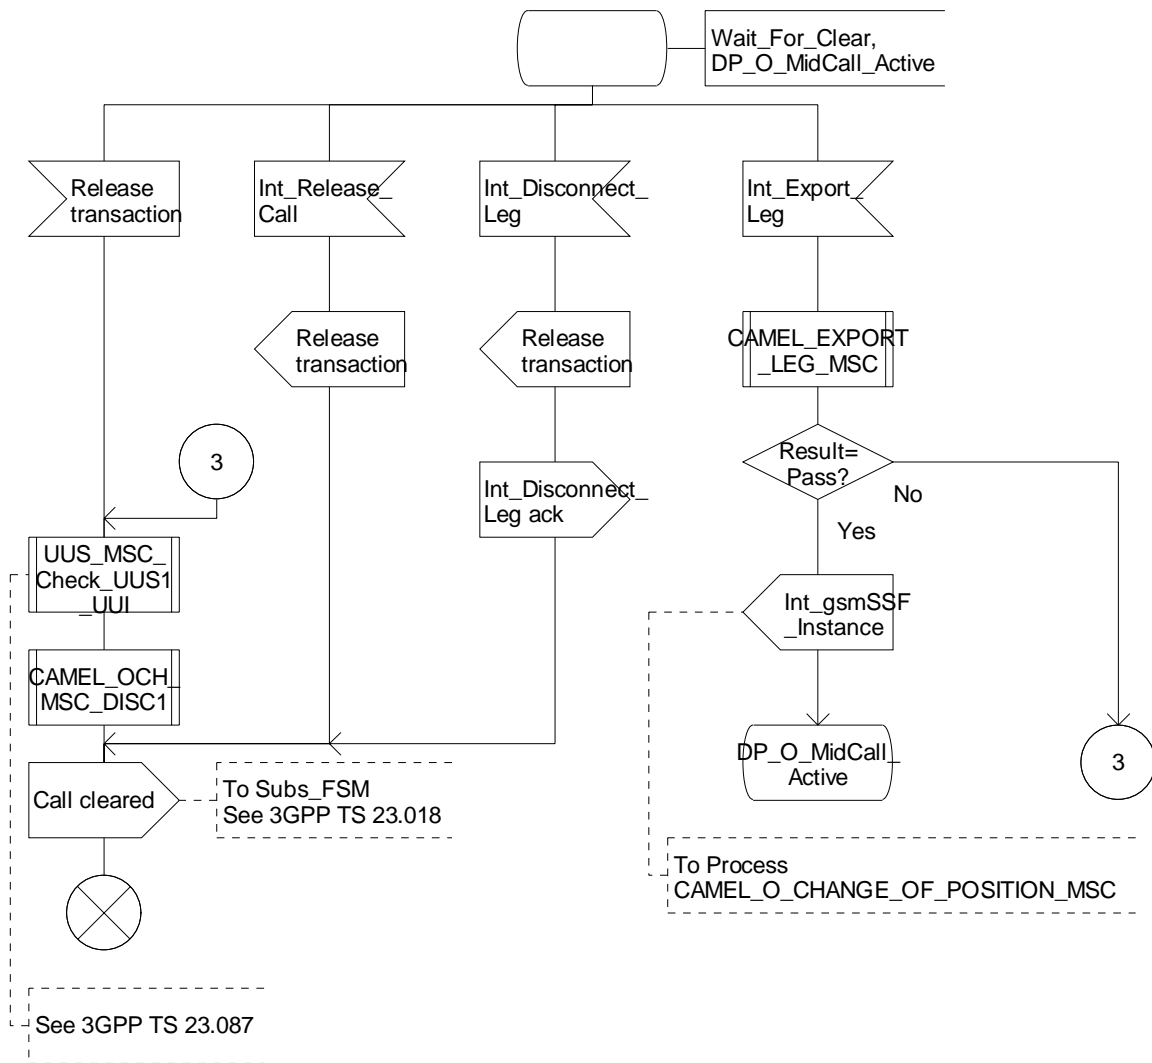 Wait_For_Clear,
DP_O_MidCall_Active
Release
transaction
Int_Release_
Call
Int_Disconnect_
Leg
Int_Export_
Leg
Release
transaction
Release
transaction
CAMEL_EXPORT
_LEG_MSC
3
Int_Disconnect_
Leg ack
Result=
Pass?
No
Yes
UUS_MSC_
Check_UUS1
_UUI
Int_gsmSSF
_Instance
CAMEL_OCH_
MSC_DISC1
DP_O_MidCall_
Active
3
Call cleared
To Subs_FSM
See 3GPP TS 23.018
To Process
CAMEL_O_CHANGE_OF_POSITION_MSC
See 3GPP TS 23.087